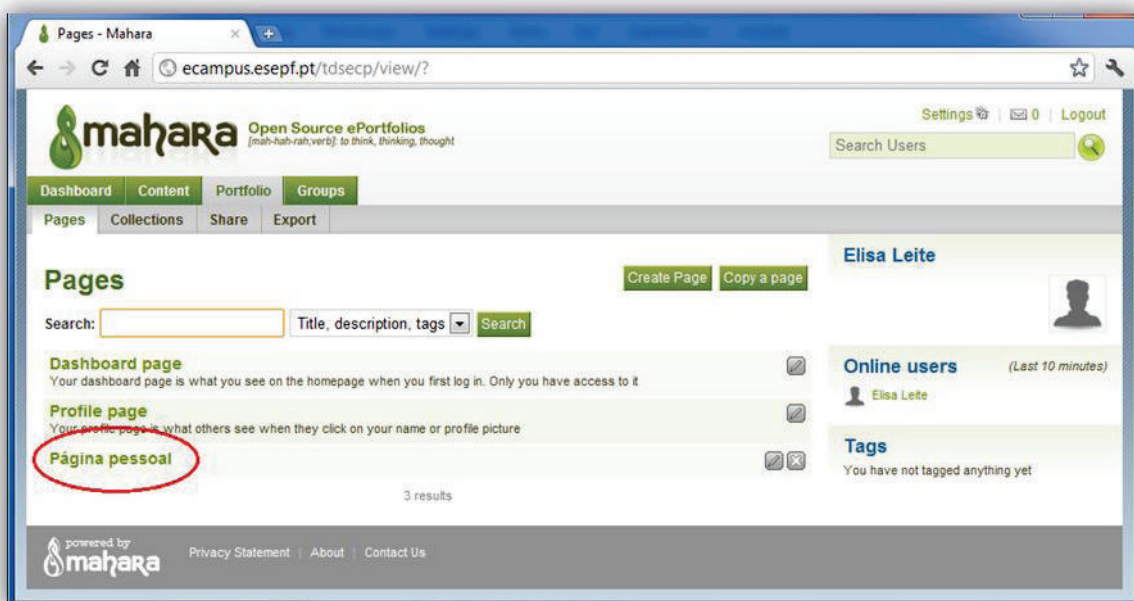 Pages - Mahara
ecampus.esepf.pt/tdsecp/view/?
mahara Open Source ePortfolios
[mah-hah-rah;verb]: to think, thinking, thought
Settings | 0 | Logout
Search Users
Dashboard Content Portfolio Groups
Pages Collections Share Export
Pages
Create Page Copy a page
Search: Title, description, tags Search
Dashboard page
Your dashboard page is what you see on the homepage when you first log in. Only you have access to it
Profile page
Your profile page is what others see when they click on your name or profile picture
Página pessoal
3 results
Elisa Leite
Online users (Last 10 minutes)
Elisa Leite
Tags
You have not tagged anything yet
powered by
mahara
Privacy Statement | About | Contact Us